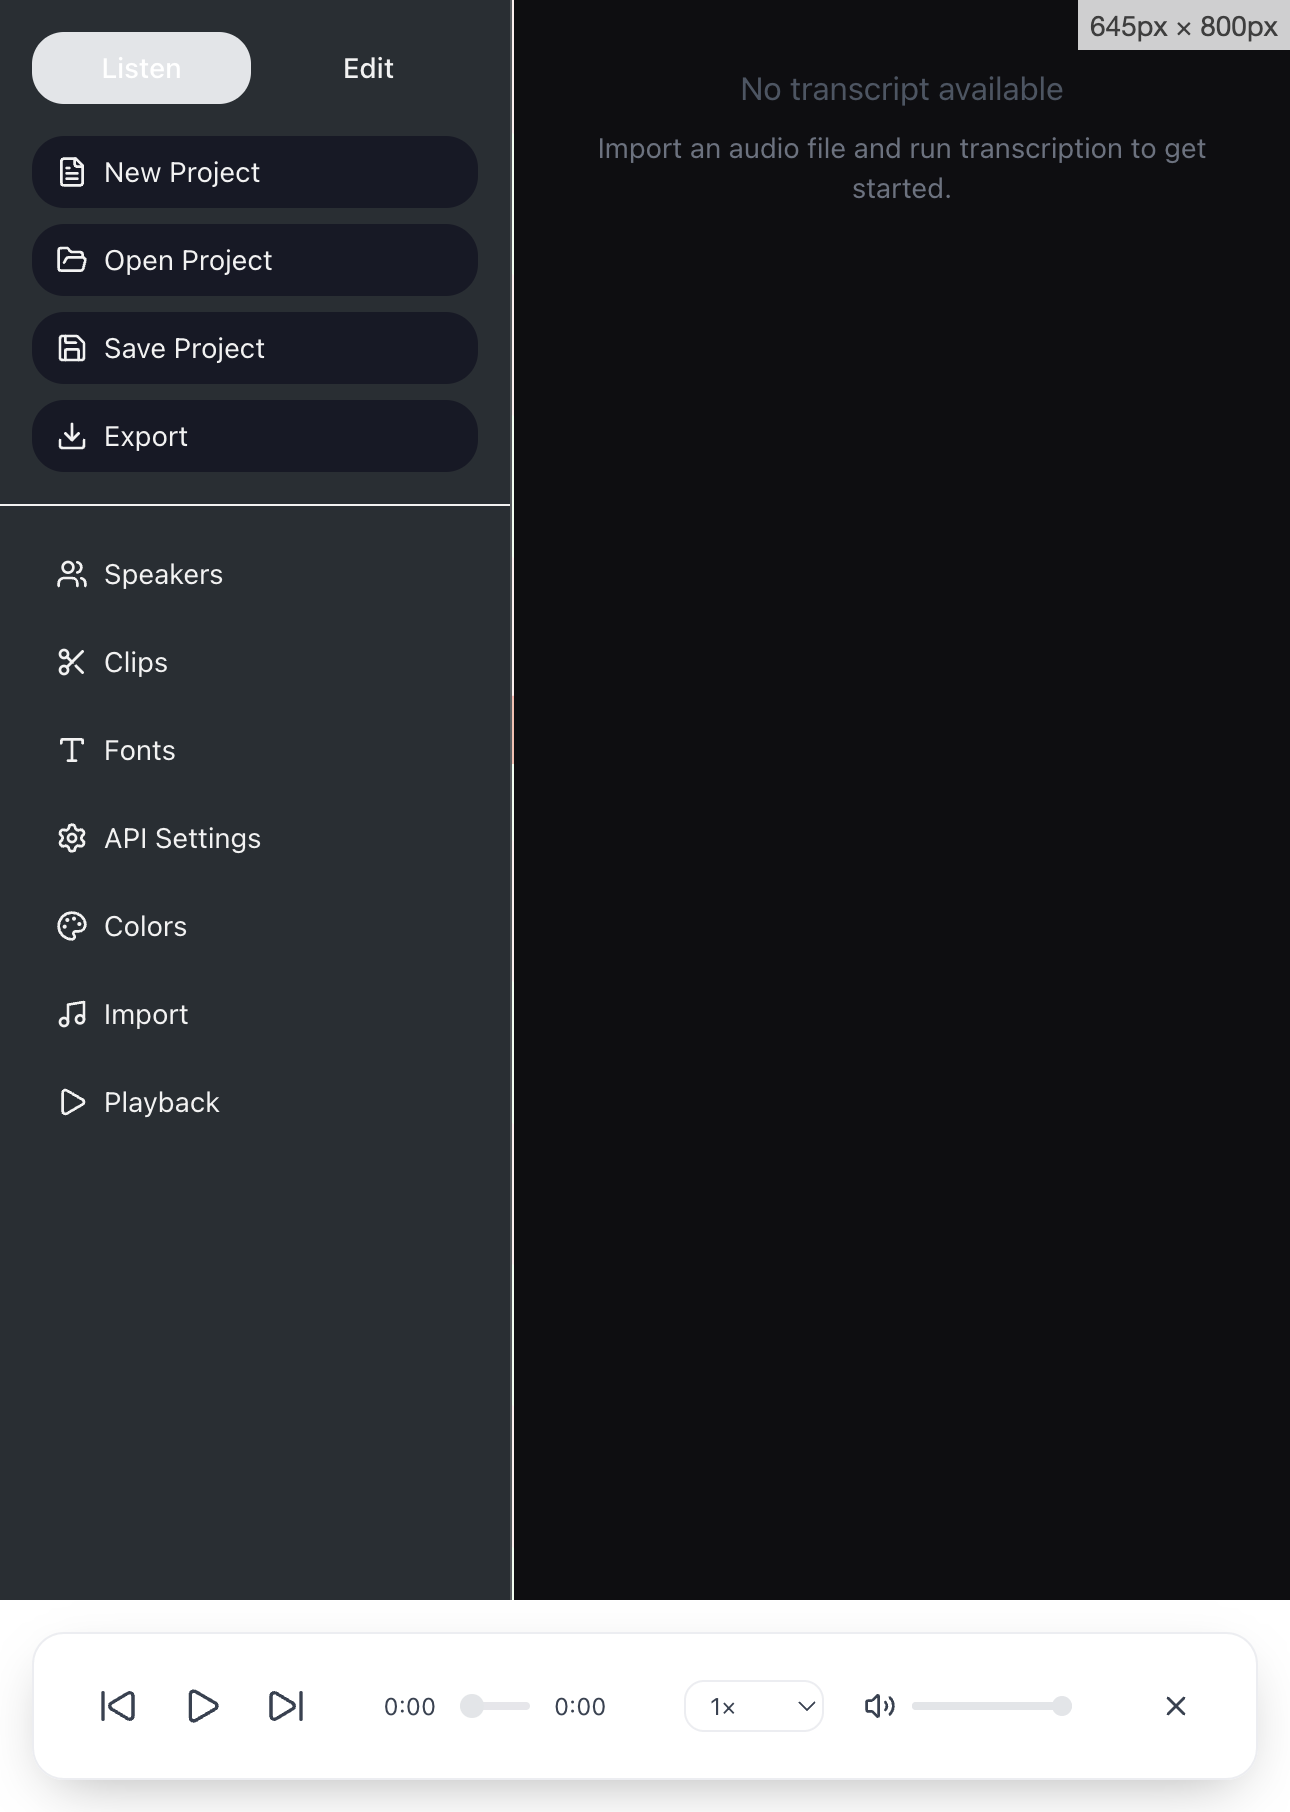 Listen
Edit
New Project
Open Project
Save Project
Export
Speakers
Clips
Fonts
API Settings
Colors
Import
Playback
645px × 800px
No transcript available
Import an audio file and run transcription to get
started.
0:00
0:00
1×